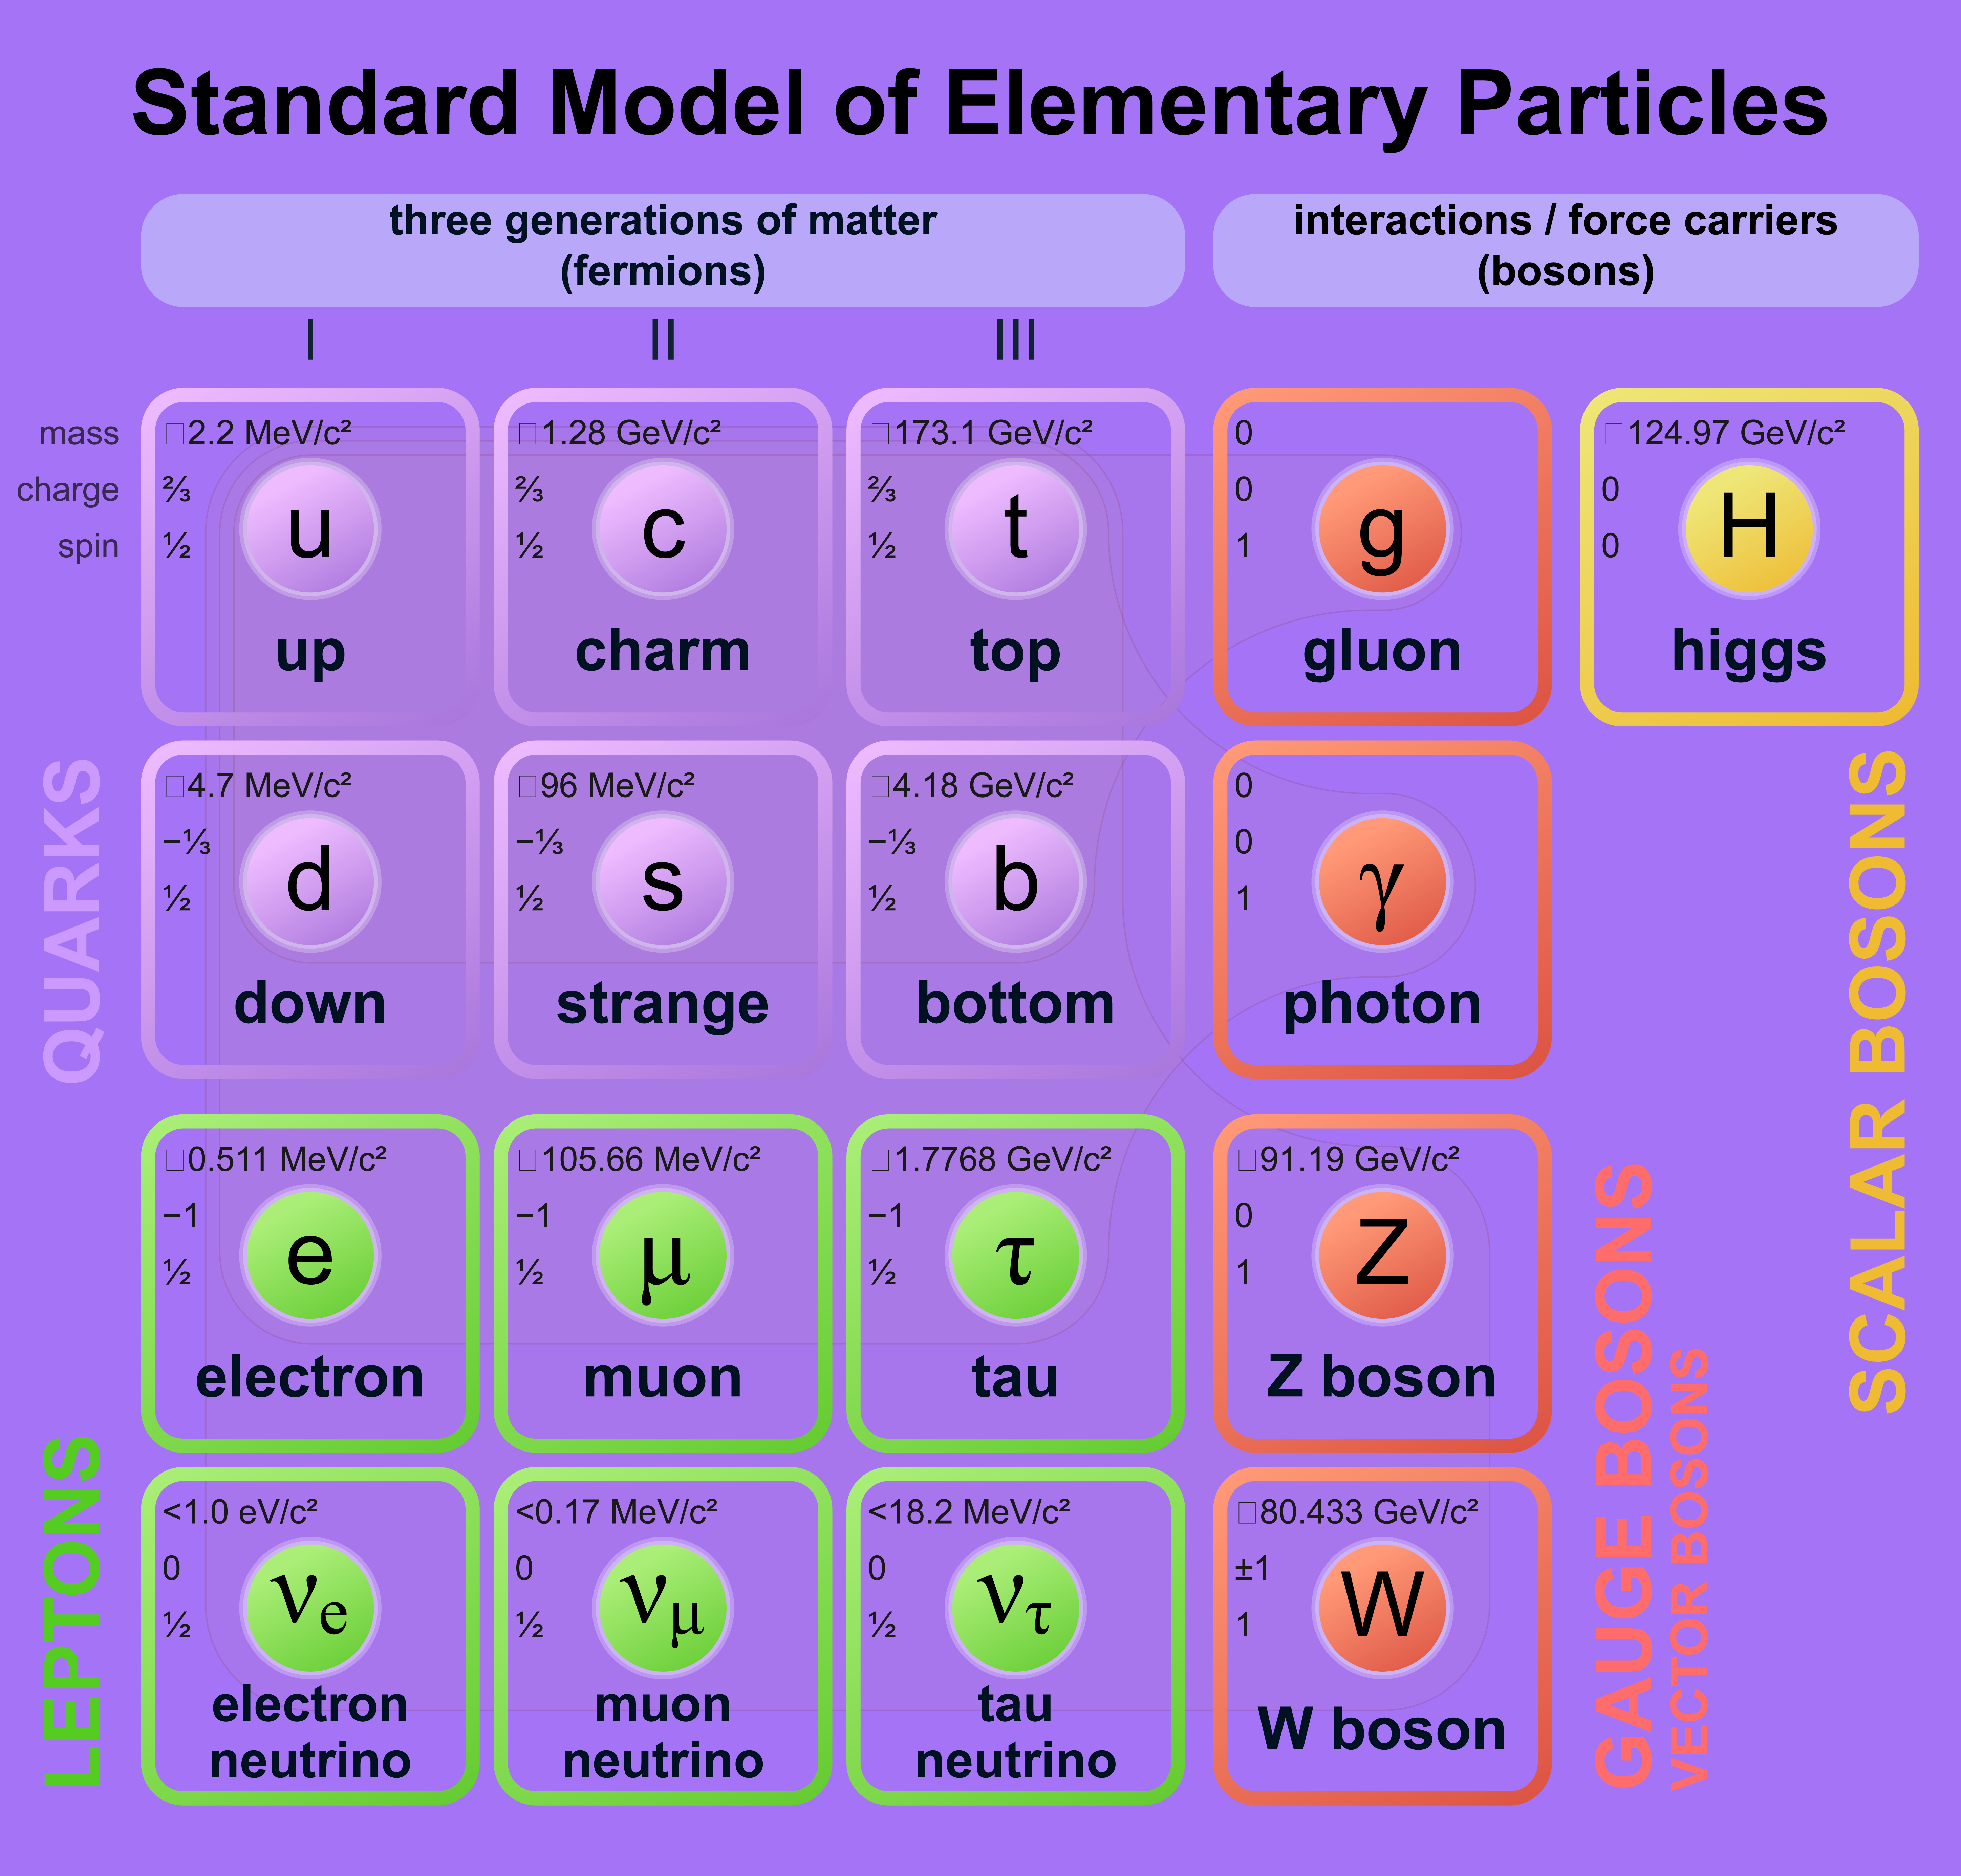 Standard Model of Elementary Particles
three generations of matter
(fermions)
interactions / force carriers
(bosons)
I
II
III
mass
charge
spin
□2.2 MeV/c²
⅔
½
u
up
□1.28 GeV/c²
⅔
½
c
charm
□173.1 GeV/c²
⅔
½
t
top
0
0
1
g
gluon
□124.97 GeV/c²
0
0
H
higgs
QUARKS
□4.7 MeV/c²
−⅓
½
d
down
□96 MeV/c²
−⅓
½
s
strange
□4.18 GeV/c²
−⅓
½
b
bottom
0
0
1
γ
photon
SCALAR BOSONS
□0.511 MeV/c²
−1
½
e
electron
□105.66 MeV/c²
−1
½
μ
muon
□1.7768 GeV/c²
−1
½
τ
tau
□91.19 GeV/c²
0
1
Z
Z boson
LEPTONS
<1.0 eV/c²
0
½
νe
electron
neutrino
<0.17 MeV/c²
0
½
νμ
muon
neutrino
<18.2 MeV/c²
0
½
ντ
tau
neutrino
□80.433 GeV/c²
±1
1
W
W boson
GAUGE BOSONS
VECTOR BOSONS